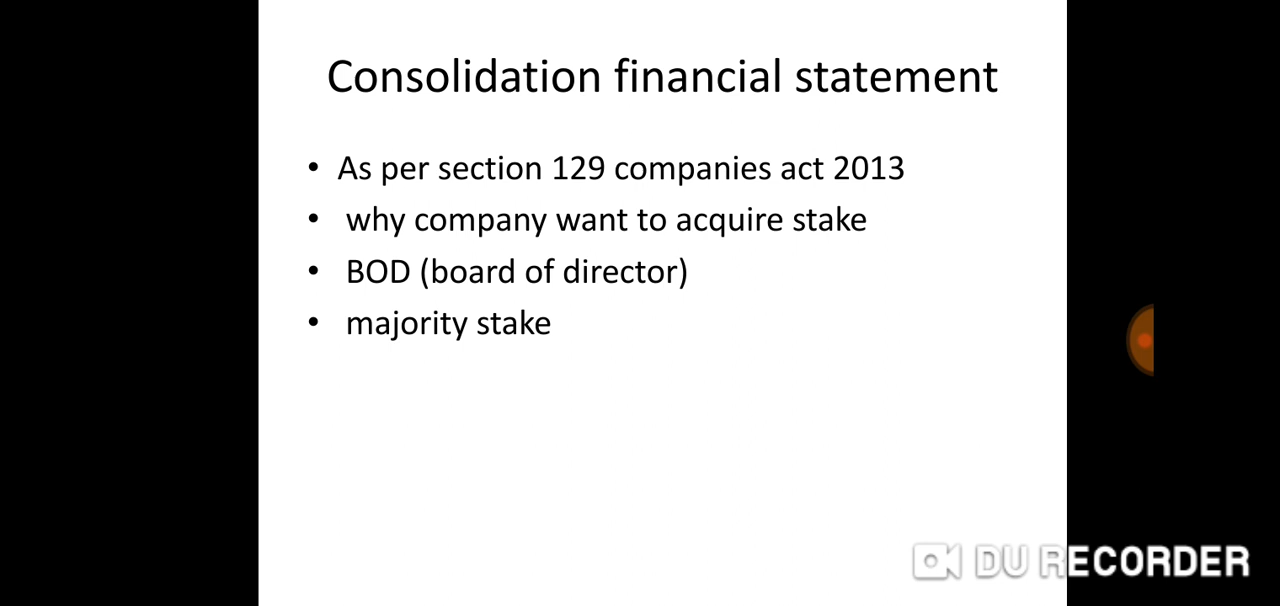 Consolidation financial statement
• As per section 129 companies act 2013
• why company want to acquire stake
• BOD (board of director)
• majority stake
DU RECORDER